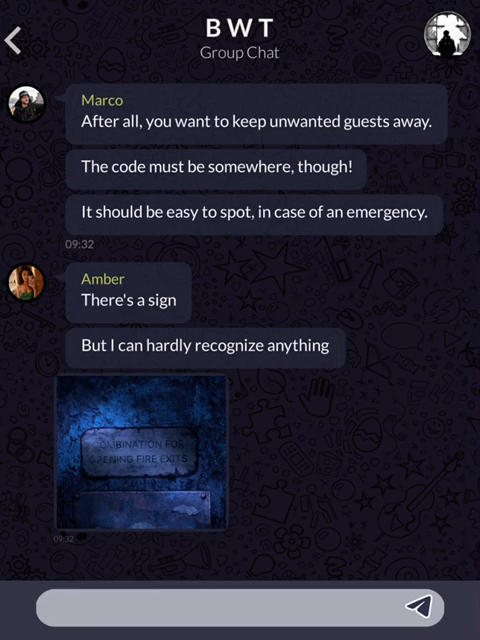 BWT
Group Chat
Marco
After all, you want to keep unwanted guests away.
The code must be somewhere, though!
It should be easy to spot, in case of an emergency.
09:32
Amber
There's a sign
But I can hardly recognize anything
COMBINATION FOR
OPENING FIRE EXITS
09:32